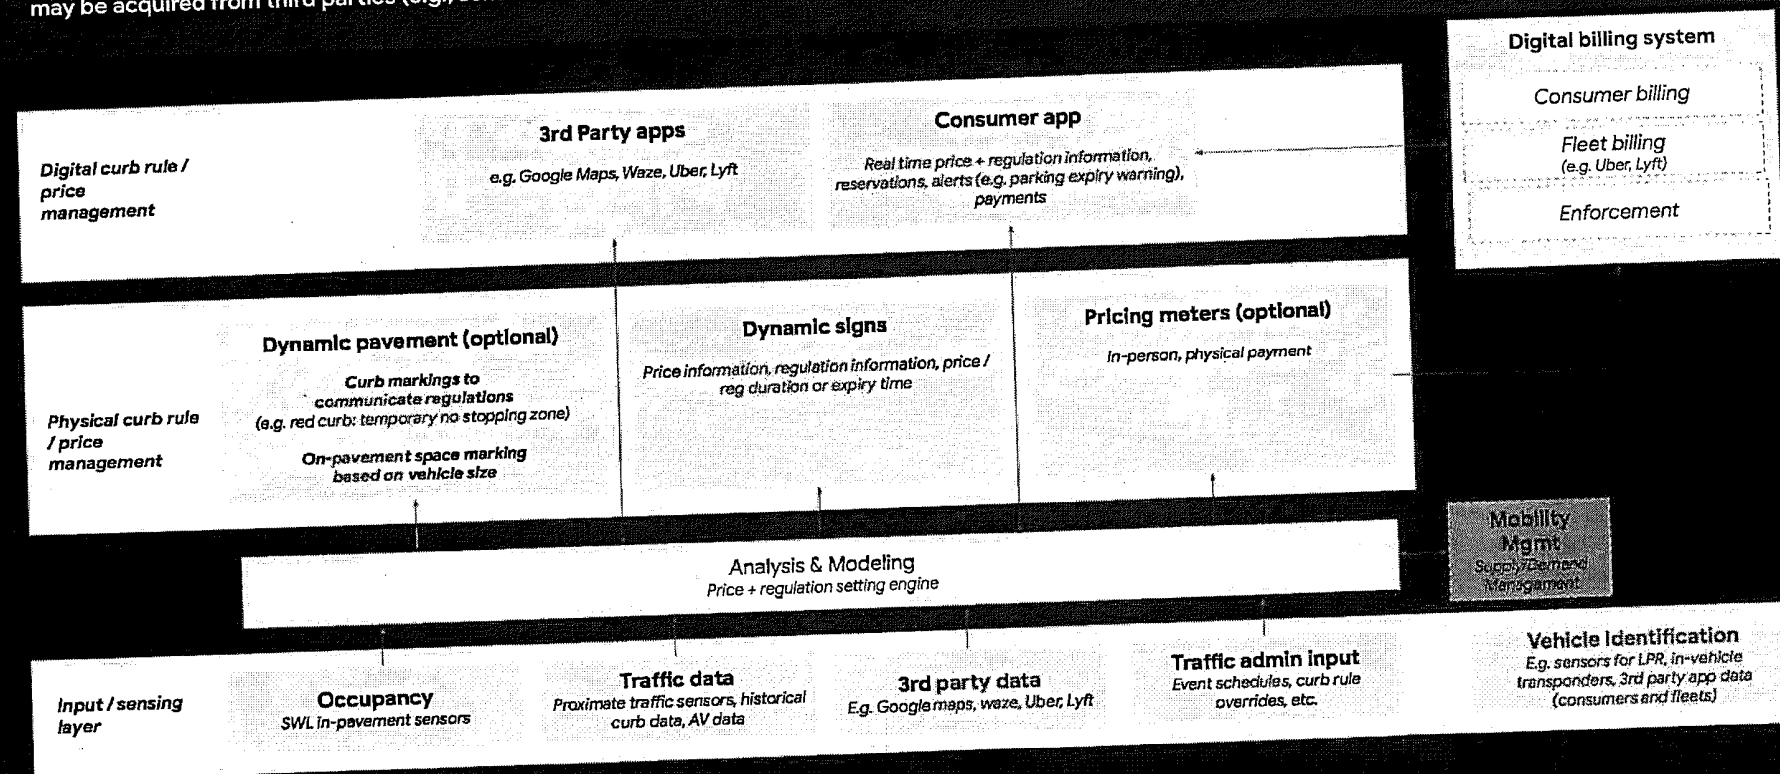 may be acquired from third parties (e.g.,
Digital billing system
Consumer billing
Fleet billing
(e.g. Uber, Lyft)
Enforcement
Digital curb rule /
price
management
3rd Party apps
e.g. Google Maps, Waze, Uber, Lyft
Consumer app
Real time price + regulation information,
reservations, alerts (e.g. parking expiry warning),
payments
Physical curb rule
/ price
management
Dynamic pavement (optional)
Curb markings to
communicate regulations
(e.g. red curb: temporary no stopping zone)
On-pavement space marking
based on vehicle size
Dynamic signs
Price information, regulation information, price /
reg duration or expiry time
Pricing meters (optional)
In-person, physical payment
Analysis & Modeling
Price + regulation setting engine
Mobility
Mgmt
Supply/Demand
Management
Input / sensing
layer
Occupancy
SWL in-pavement sensors
Traffic data
Proximate traffic sensors, historical
curb data, AV data
3rd party data
E.g. Google maps, waze, Uber, Lyft
Traffic admin input
Event schedules, curb rule
overrides, etc.
Vehicle Identification
E.g. sensors for LPR, in-vehicle
transponders, 3rd party app data
(consumers and fleets)